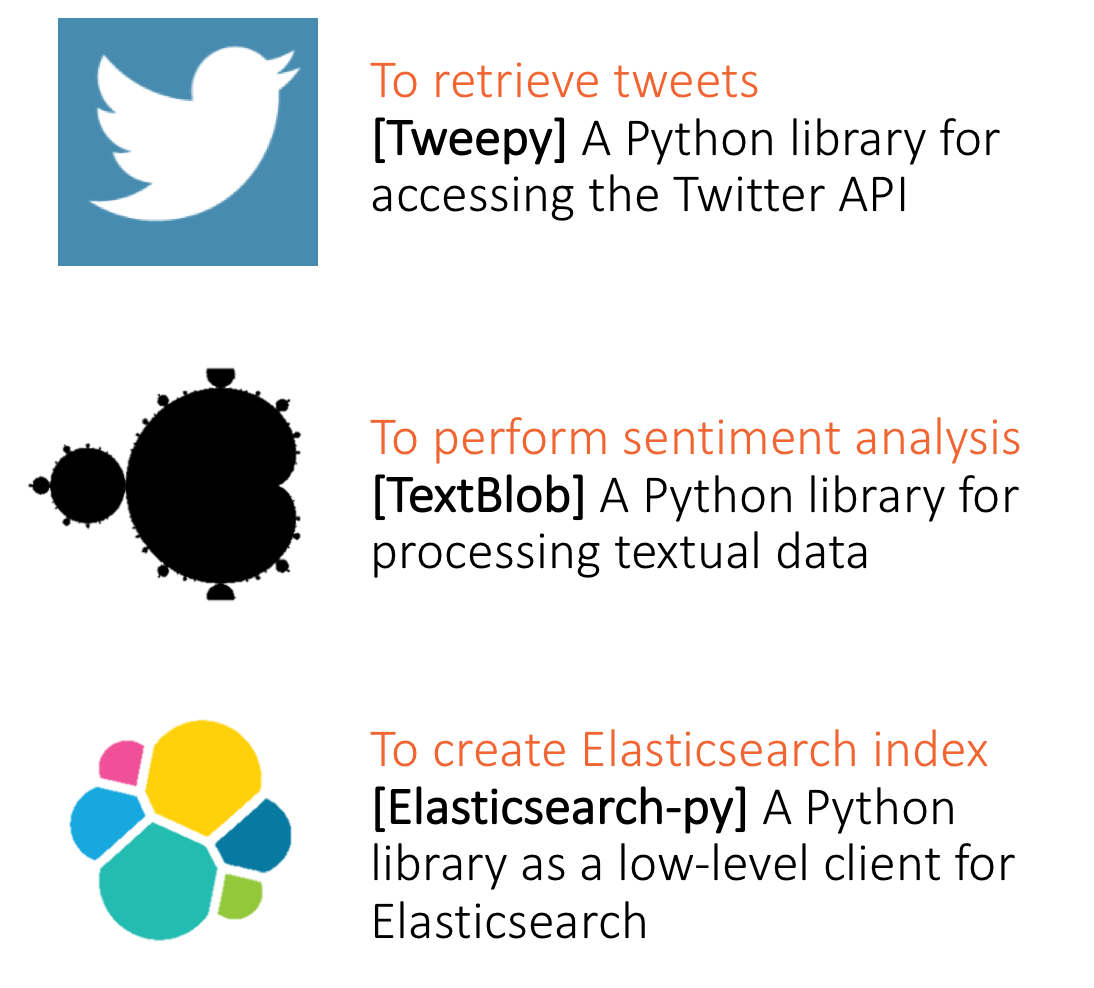 To retrieve tweets
[Tweepy] A Python library for
accessing the Twitter API
To perform sentiment analysis
[TextBlob] A Python library for
processing textual data
To create Elasticsearch index
[Elasticsearch-py] A Python
library as a low-level client for
Elasticsearch